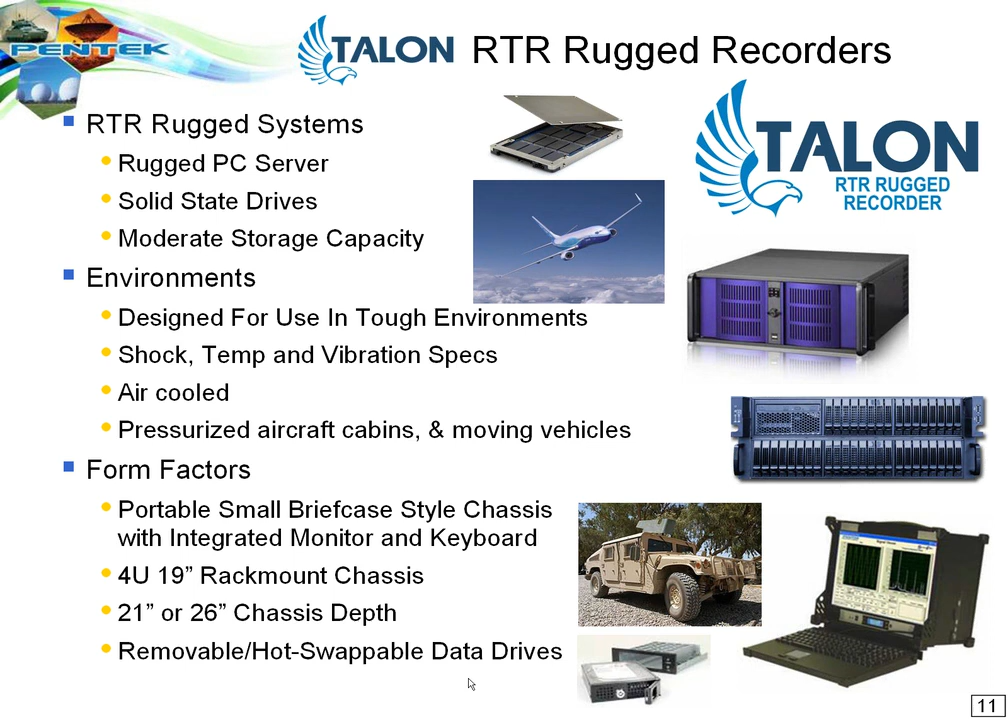 PENTEK
TALON RTR Rugged Recorders
RTR Rugged Systems
Rugged PC Server
Solid State Drives
Moderate Storage Capacity
TALON
RTR RUGGED
RECORDER
Environments
Designed For Use In Tough Environments
Shock, Temp and Vibration Specs
Air cooled
Pressurized aircraft cabins, & moving vehicles
Form Factors
Portable Small Briefcase Style Chassis
with Integrated Monitor and Keyboard
4U 19” Rackmount Chassis
21” or 26” Chassis Depth
Removable/Hot-Swappable Data Drives
11